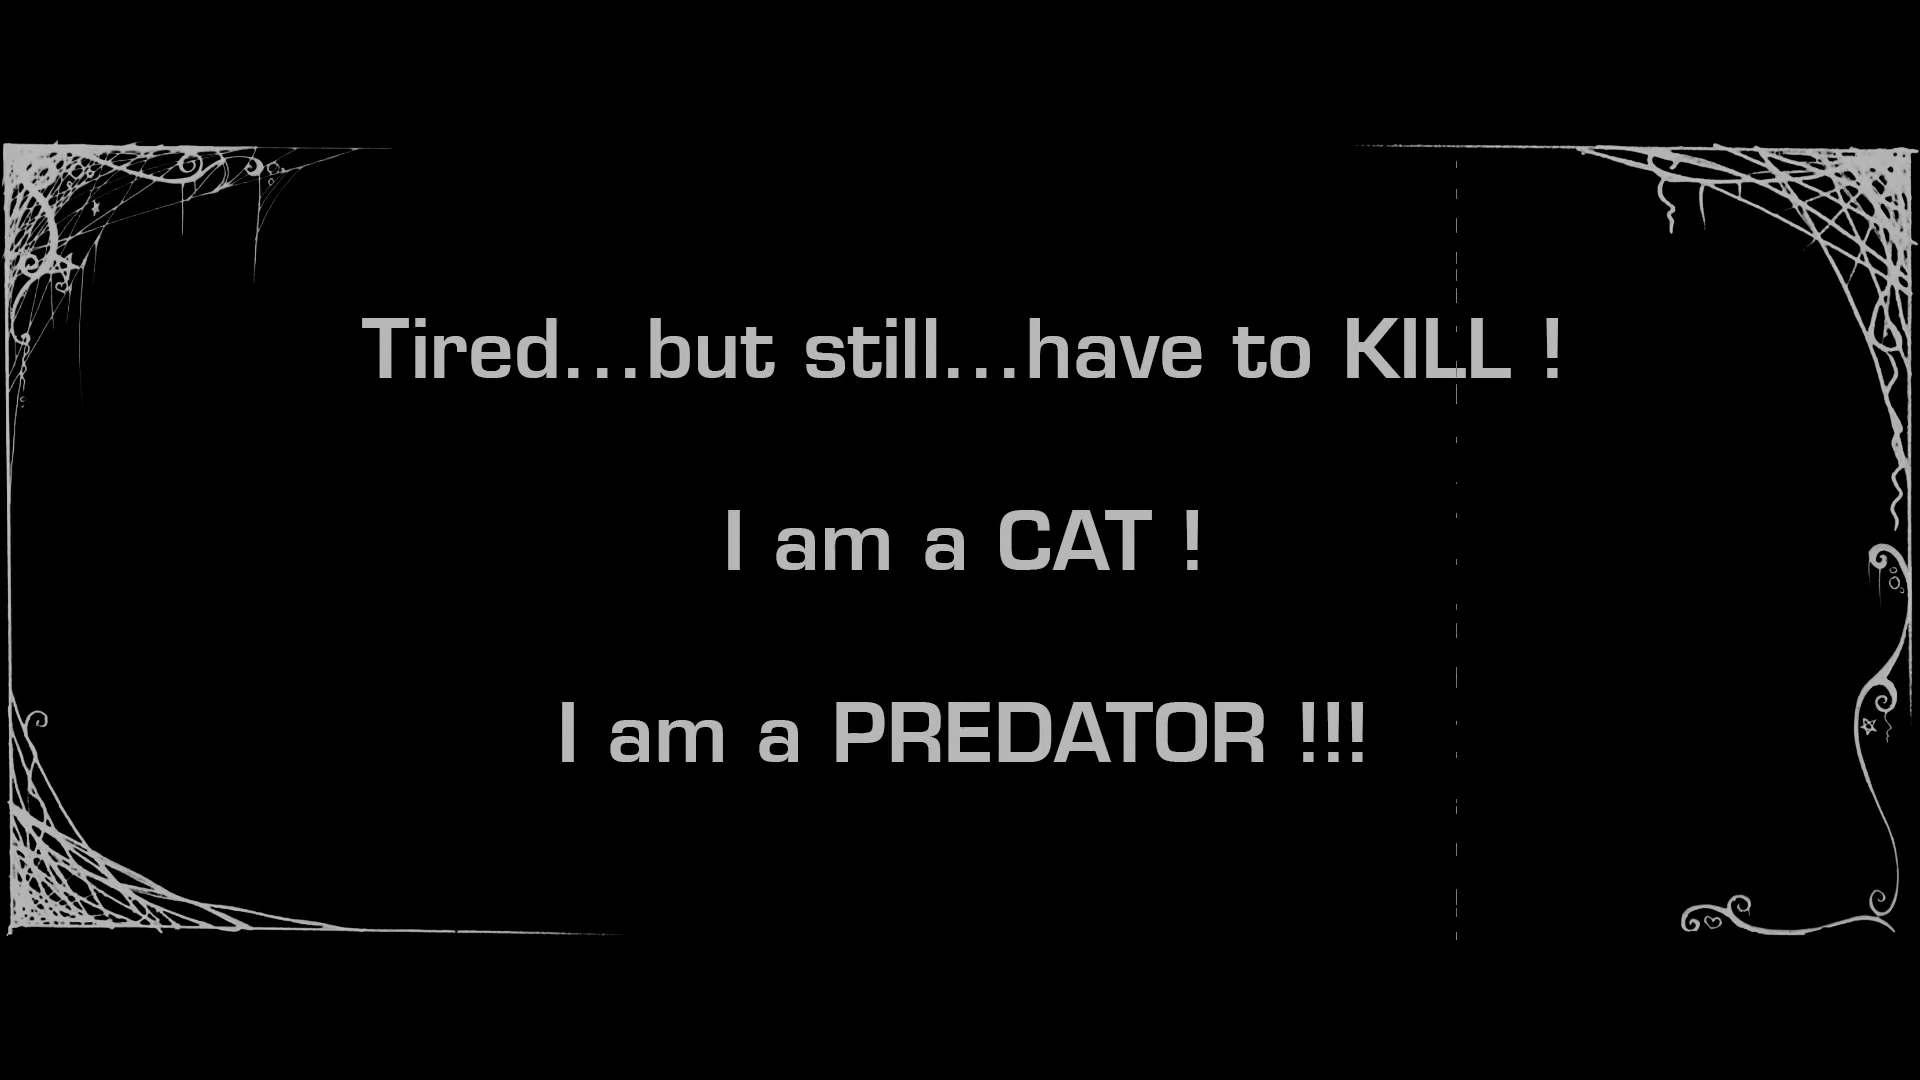 Tired...but still...have to KILL !
I am a CAT !
I am a PREDATOR !!!